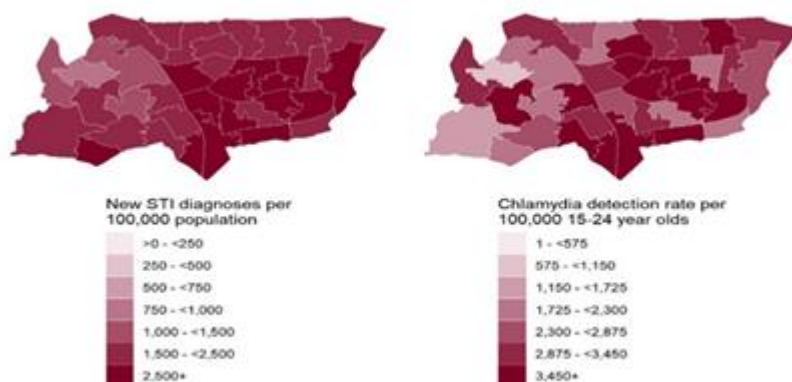 New STI diagnoses per
100,000 population
>0 - <250
250 - <500
500 - <750
750 - <1,000
1,000 - <1,500
1,500 - <2,500
2,500+
Chlamydia detection rate per
100,000 15-24 year olds
1 - <575
575 - <1,150
1,150 - <1,725
1,725 - <2,300
2,300 - <2,875
2,875 - <3,450
3,450+